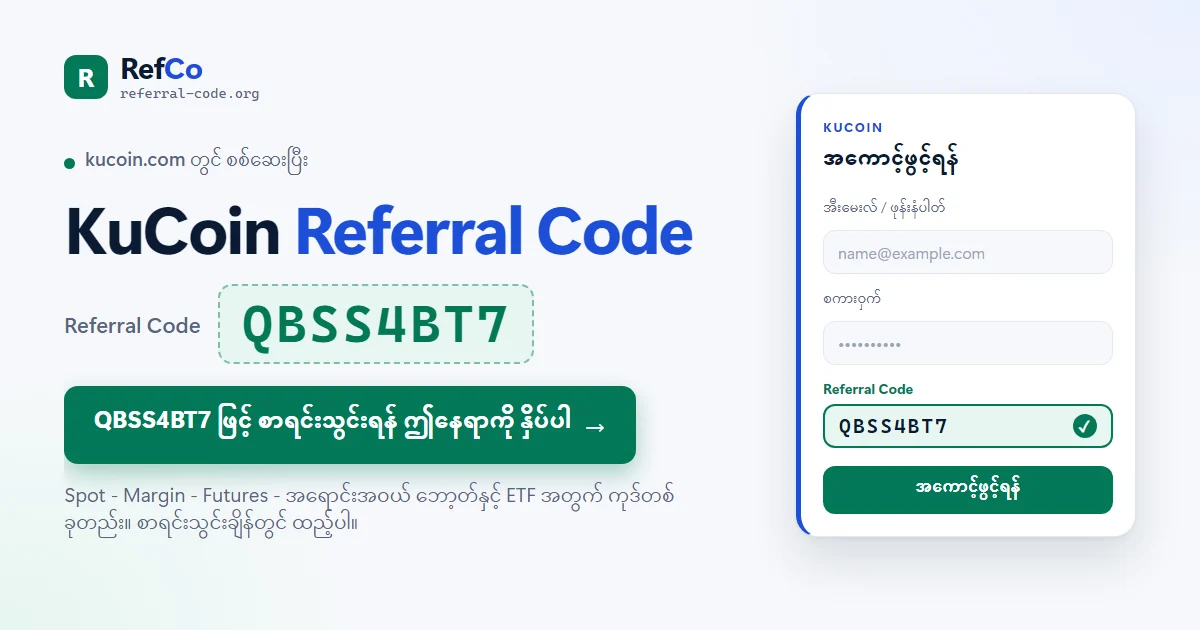 R
RefCo
referral-code.org
kucoin.com တွင် စစ်ဆေးပြီး
KuCoin Referral Code
Referral Code QBSS4BT7
QBSS4BT7 ဖြင့် စာရင်းသွင်းရန် ဤနေရာကို နှိပ်ပါ →
Spot - Margin - Futures - အရောင်းအဝယ် ဘော့တ်နှင့် ETF အတွက် ကုဒ်တစ်
ခုတည်း။ စာရင်းသွင်းချိန်တွင် ထည့်ပါ။
KUCOIN
အကောင့်ဖွင့်ရန်
အီးမေးလ် / ဖုန်းနံပါတ်
name@example.com
စကားဝှက်
••••••••••
Referral Code
QBSS4BT7 ✓
အကောင့်ဖွင့်ရန်